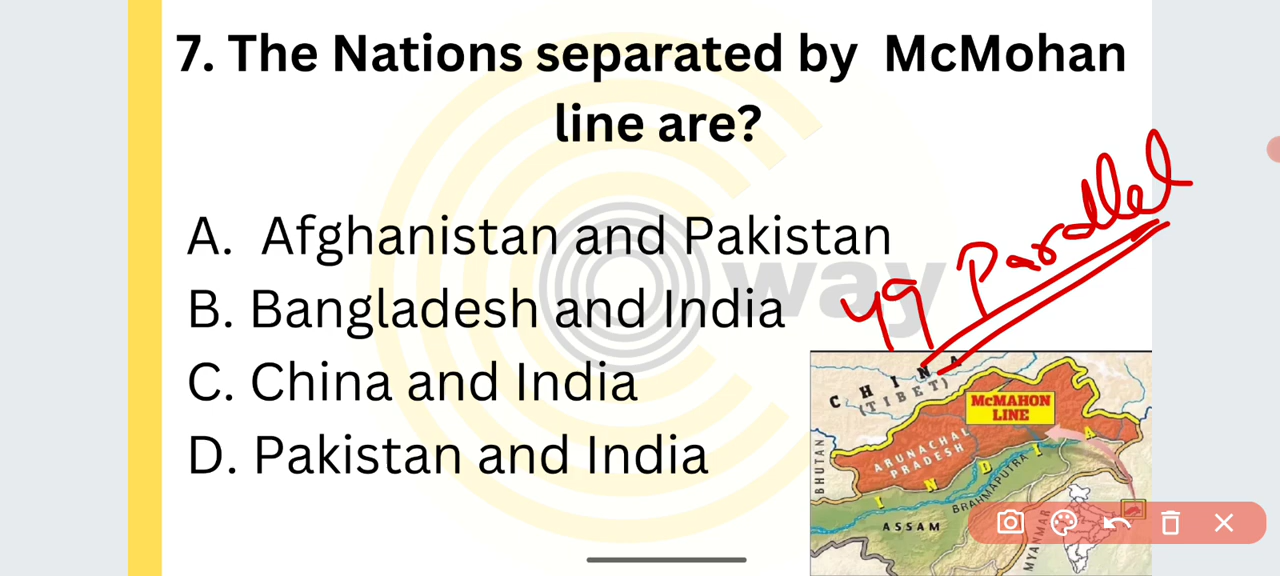 7. The Nations separated by McMohan
line are?
A. Afghanistan and Pakistan
B. Bangladesh and India
C. China and India
D. Pakistan and India
way
49 Parallel
CHINA
(TIBET)
McMAHON
LINE
ARUNACHAL
PRADESH
INDIA
BHUTAN
BRAHMAPUTRA
ASSAM
MYANMAR